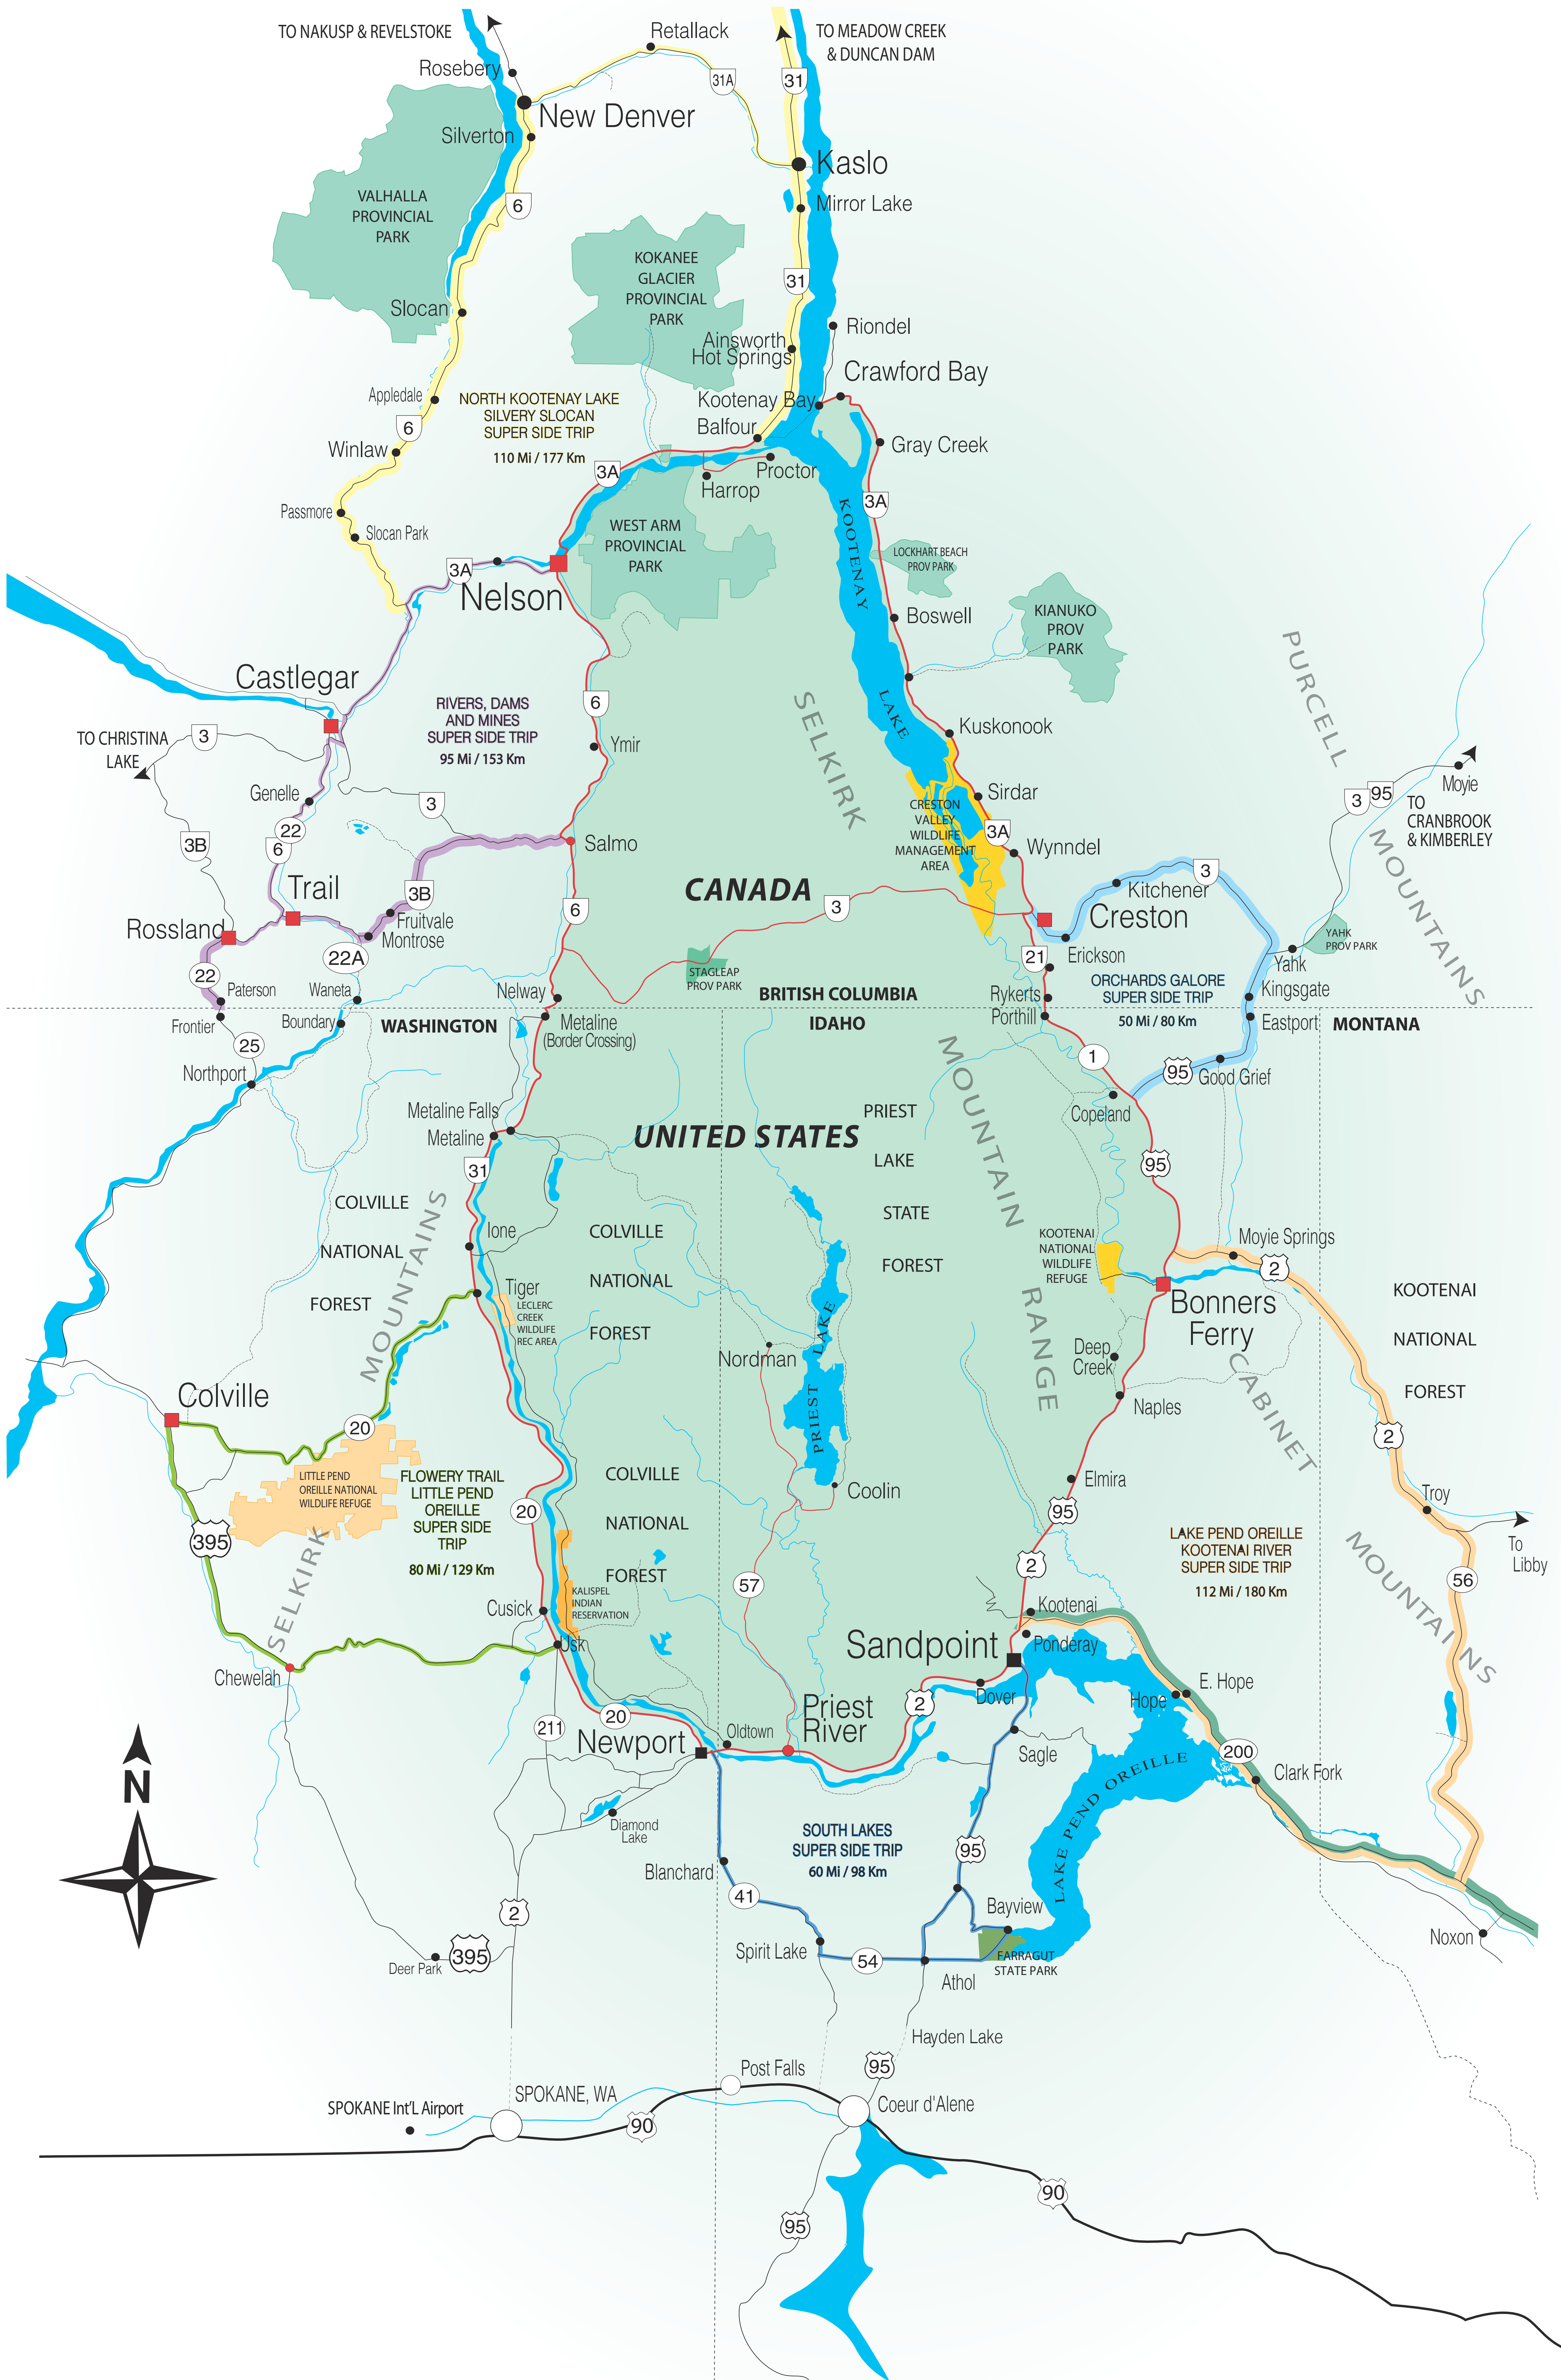 TO NAKUSP & REVELSTOKE
Retallack
TO MEADOW CREEK
& DUNCAN DAM
Rosebery
31A
31
New Denver
Silverton
Kaslo
VALHALLA
PROVINCIAL
PARK
6
Mirror Lake
KOKANEE
GLACIER
PROVINCIAL
PARK
31
Slocan
Riondel
Ainsworth
Hot Springs
Crawford Bay
Appledale
NORTH KOOTENAY LAKE
SILVERY SLOCAN
SUPER SIDE TRIP
110 Mi / 177 Km
Kootenay Bay
Balfour
6
Winlaw
Gray Creek
3A
Proctor
Harrop
3A
Passmore
Slocan Park
WEST ARM
PROVINCIAL
PARK
KOOTENAY
LAKE
LOCKHART BEACH
PROV PARK
3A
Nelson
Boswell
KIANUKO
PROV
PARK
PURCELL
MOUNTAINS
Castlegar
RIVERS, DAMS
AND MINES
SUPER SIDE TRIP
95 Mi / 153 Km
6
SELKIRK
MOUNTAIN
RANGE
Kuskonook
3
TO CHRISTINA
LAKE
Ymir
Moyie
Genelle
3
Sirdar
CRESTON
VALLEY
WILDLIFE
MANAGEMENT
AREA
3
95
TO
CRANBROOK
& KIMBERLEY
22
6
3B
Salmo
3A
Wynndel
Trail
3B
CANADA
Kitchener
3
Rossland
Fruitvale
Montrose
6
3
Creston
22A
Erickson
21
YAHK
PROV PARK
Yahk
22
Paterson
Waneta
Nelway
STAGLEAP
PROV PARK
ORCHARDS GALORE
SUPER SIDE TRIP
50 Mi / 80 Km
Kingsgate
Rykerts
BRITISH COLUMBIA
Porthill
Frontier
Boundary
WASHINGTON
Metaline
(Border Crossing)
IDAHO
Eastport
MONTANA
25
1
Northport
95
Good Grief
Metaline Falls
Metaline
UNITED STATES
Copeland
PRIEST
LAKE
STATE
FOREST
31
95
COLVILLE
NATIONAL
FOREST
MOUNTAINS
Ione
COLVILLE
NATIONAL
FOREST
KOOTENAI
NATIONAL
WILDLIFE
REFUGE
Moyie Springs
2
Tiger
LECLERC
CREEK
WILDLIFE
REC AREA
KOOTENAI
NATIONAL
FOREST
Bonners
Ferry
Nordman
PRIEST LAKE
Deep
Creek
CABINET
MOUNTAINS
Colville
Naples
20
2
LITTLE PEND
OREILLE NATIONAL
WILDLIFE REFUGE
FLOWERY TRAIL
LITTLE PEND
OREILLE
SUPER SIDE
TRIP
80 Mi / 129 Km
COLVILLE
NATIONAL
FOREST
Coolin
Elmira
Troy
395
20
95
To
Libby
LAKE PEND OREILLE
KOOTENAI RIVER
SUPER SIDE TRIP
112 Mi / 180 Km
SELKIRK
57
2
56
KALISPEL
INDIAN
RESERVATION
Cusick
Kootenai
Usk
Sandpoint
Ponderay
Chewelah
Dover
Hope
E. Hope
20
211
Priest
River
2
Newport
Oldtown
Sagle
200
Clark Fork
N
LAKE PEND OREILLE
Diamond
Lake
SOUTH LAKES
SUPER SIDE TRIP
60 Mi / 98 Km
95
Blanchard
41
2
Bayview
Noxon
395
Deer Park
Spirit Lake
54
FARRAGUT
STATE PARK
Athol
Hayden Lake
95
Post Falls
SPOKANE, WA
SPOKANE Int'L Airport
Coeur d'Alene
90
90
95